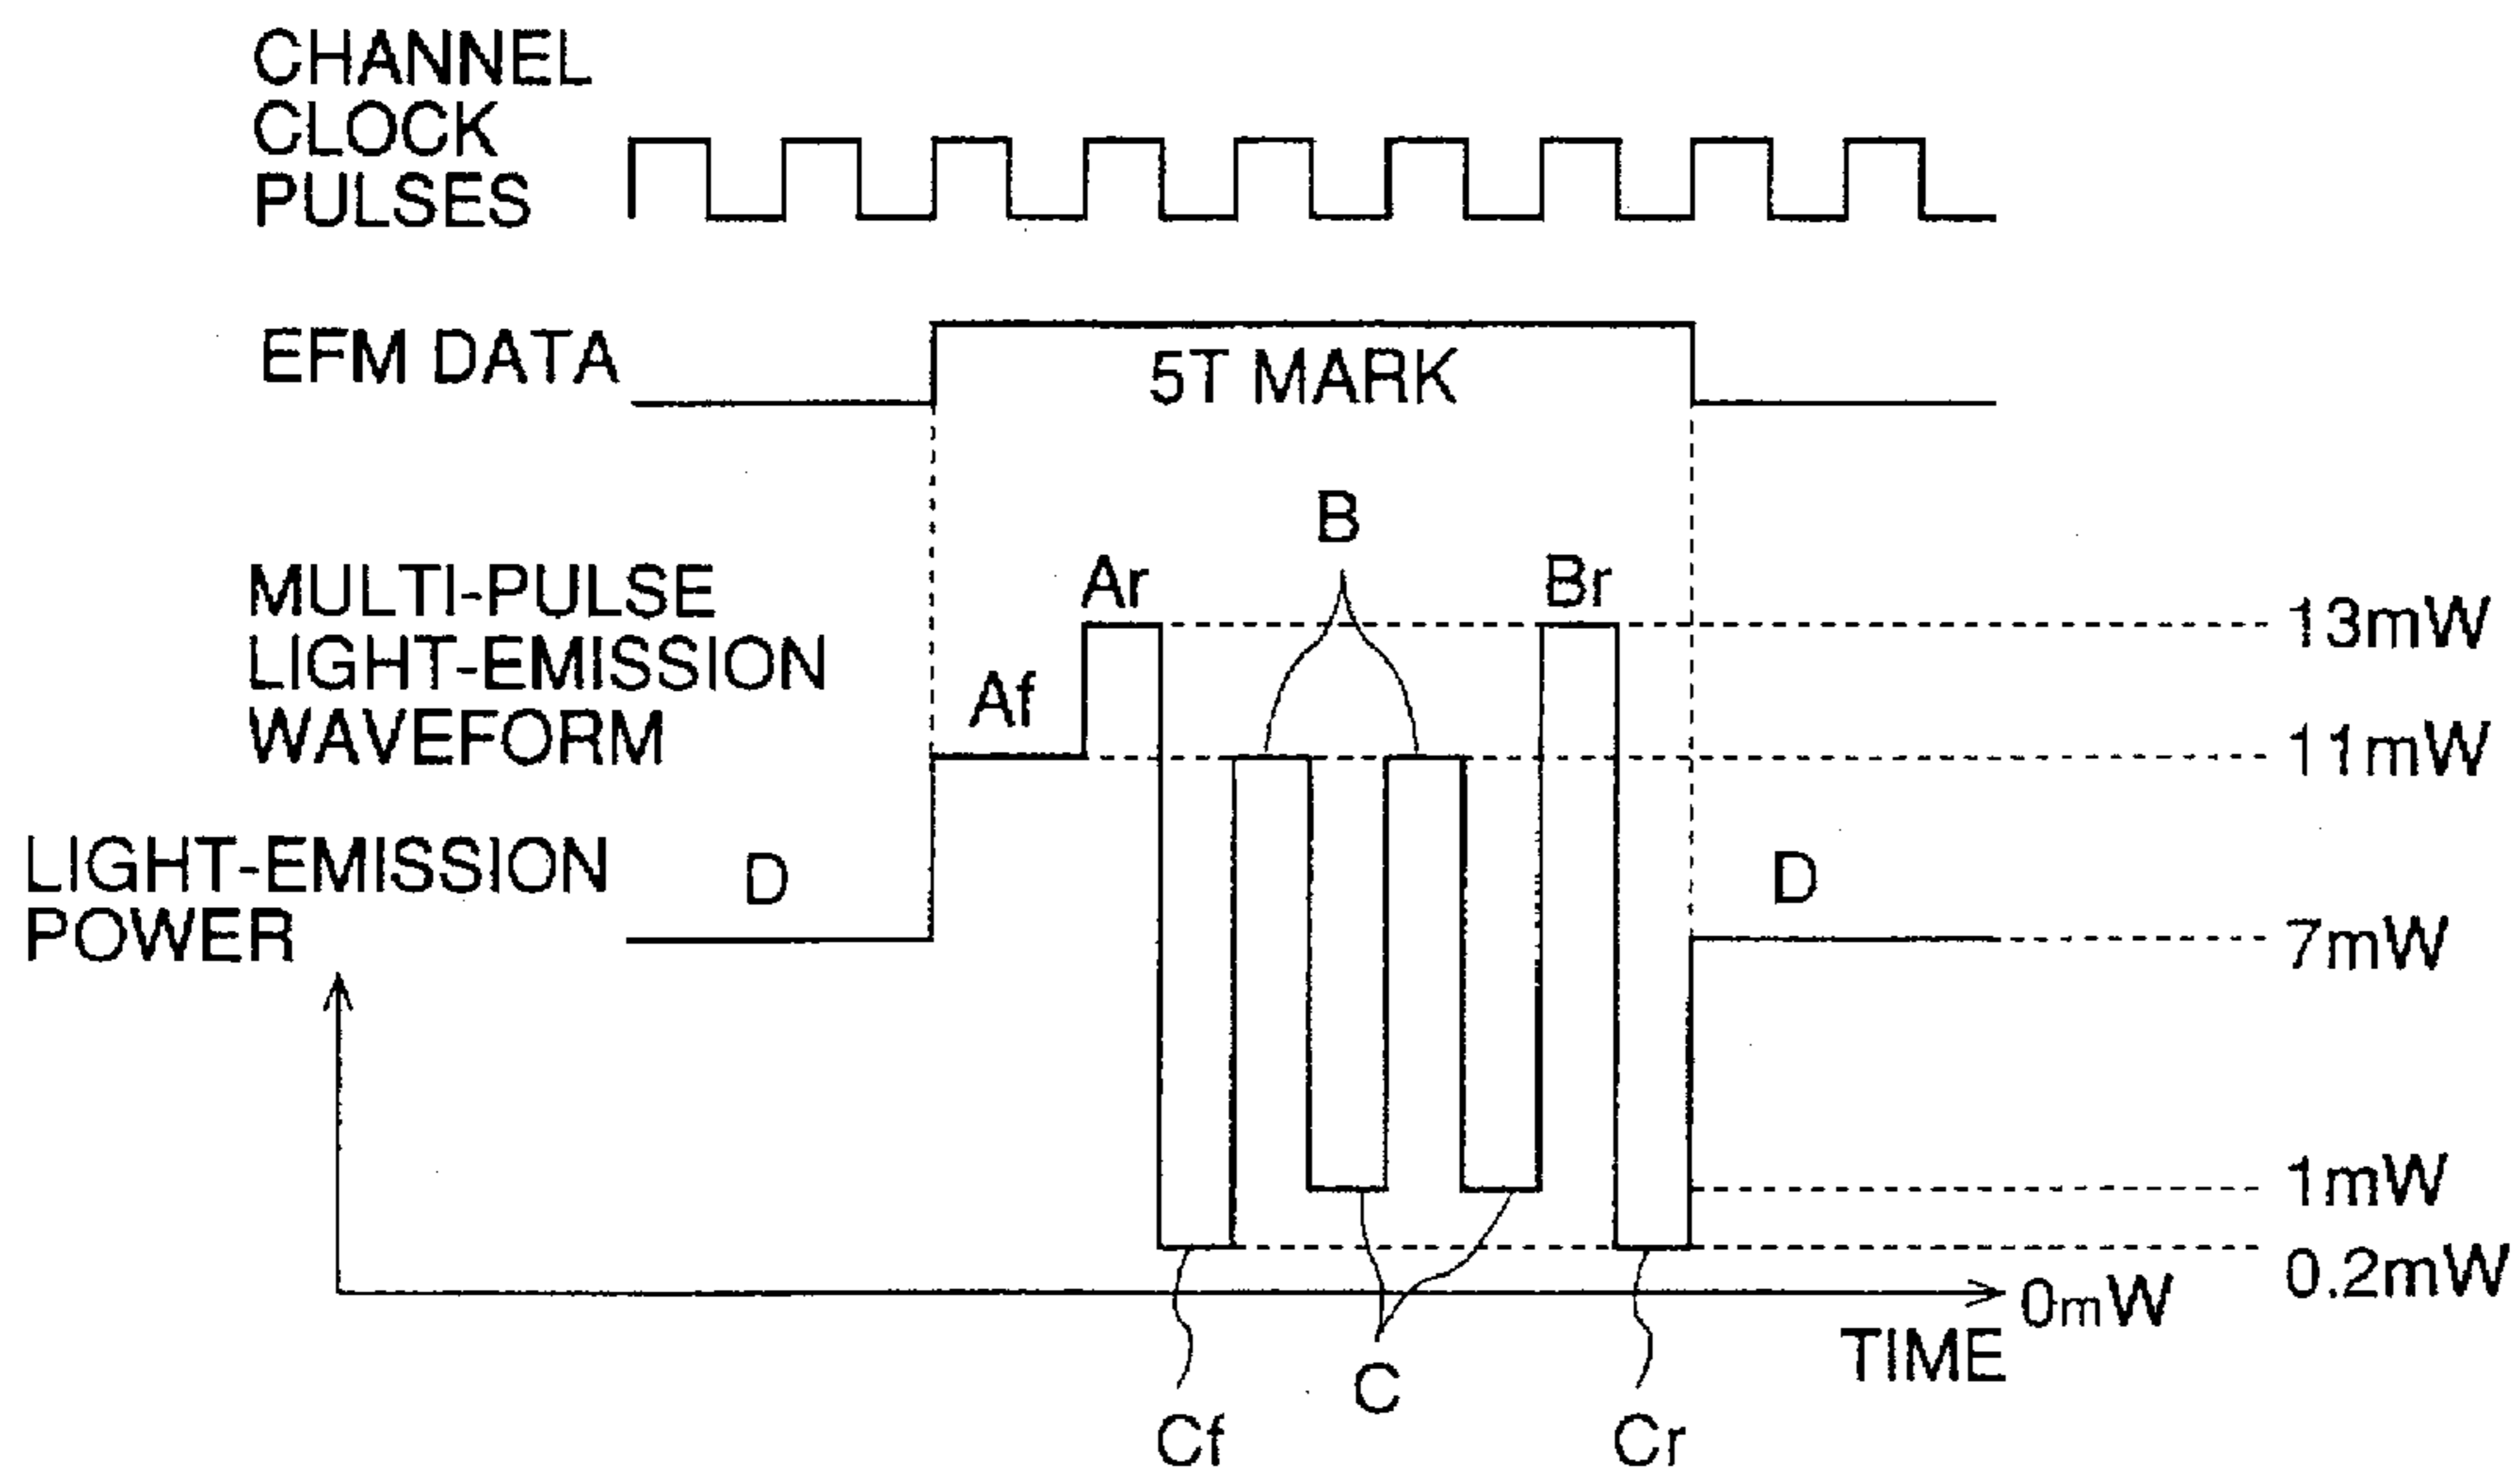 CHANNEL
CLOCK
PULSES
EFM DATA
5T MARK
B
Ar
Br
MULTI-PULSE
LIGHT-EMISSION
WAVEFORM
13mW
Af
11mW
LIGHT-EMISSION
POWER
D
D
7mW
1mW
0.2mW
0mW
TIME
C
Cf
Cr